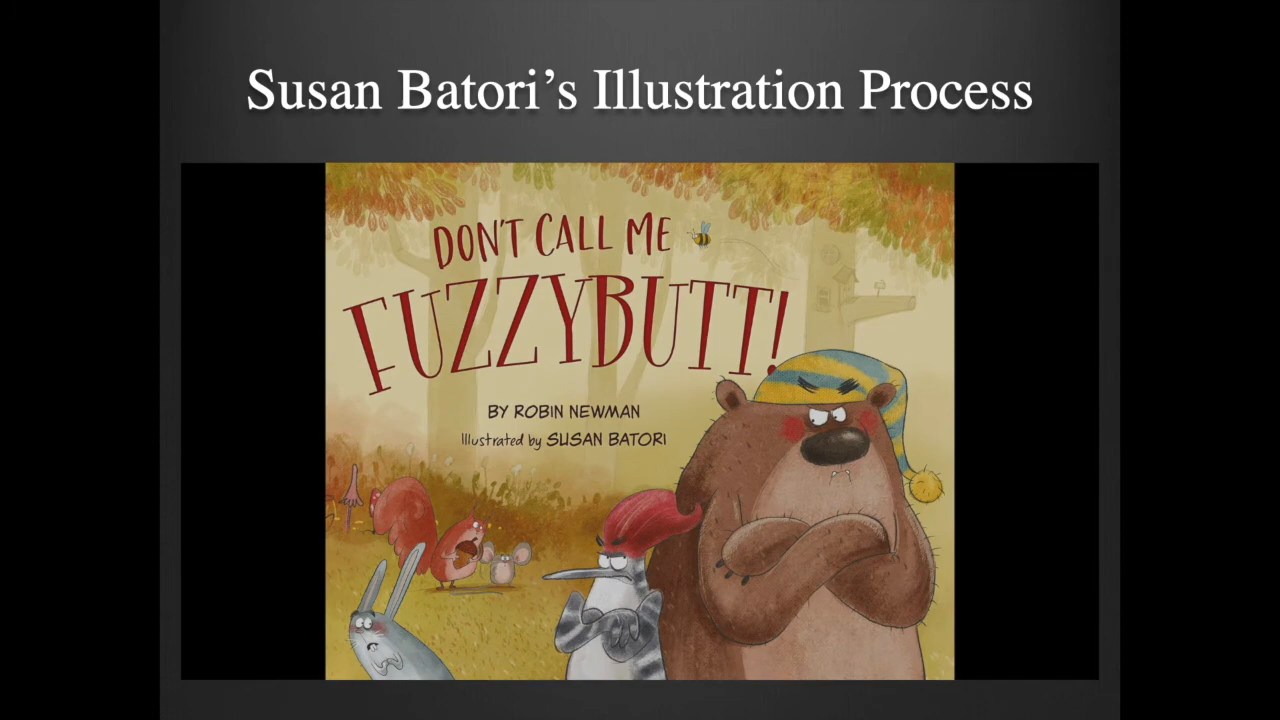 Susan Batori’s Illustration Process
DON'T CALL ME
FUZZYBUTT!
BY ROBIN NEWMAN
Illustrated by SUSAN BATORI